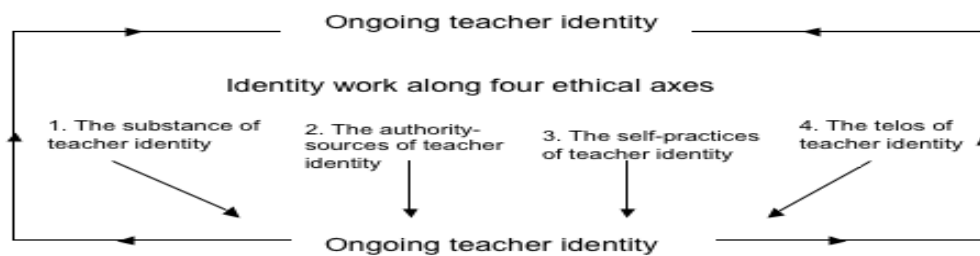 Ongoing teacher identity
Identity work along four ethical axes
1. The substance of
teacher identity
2. The authority-
sources of teacher
identity
3. The self-practices
of teacher identity
4. The telos of
teacher identity
Ongoing teacher identity